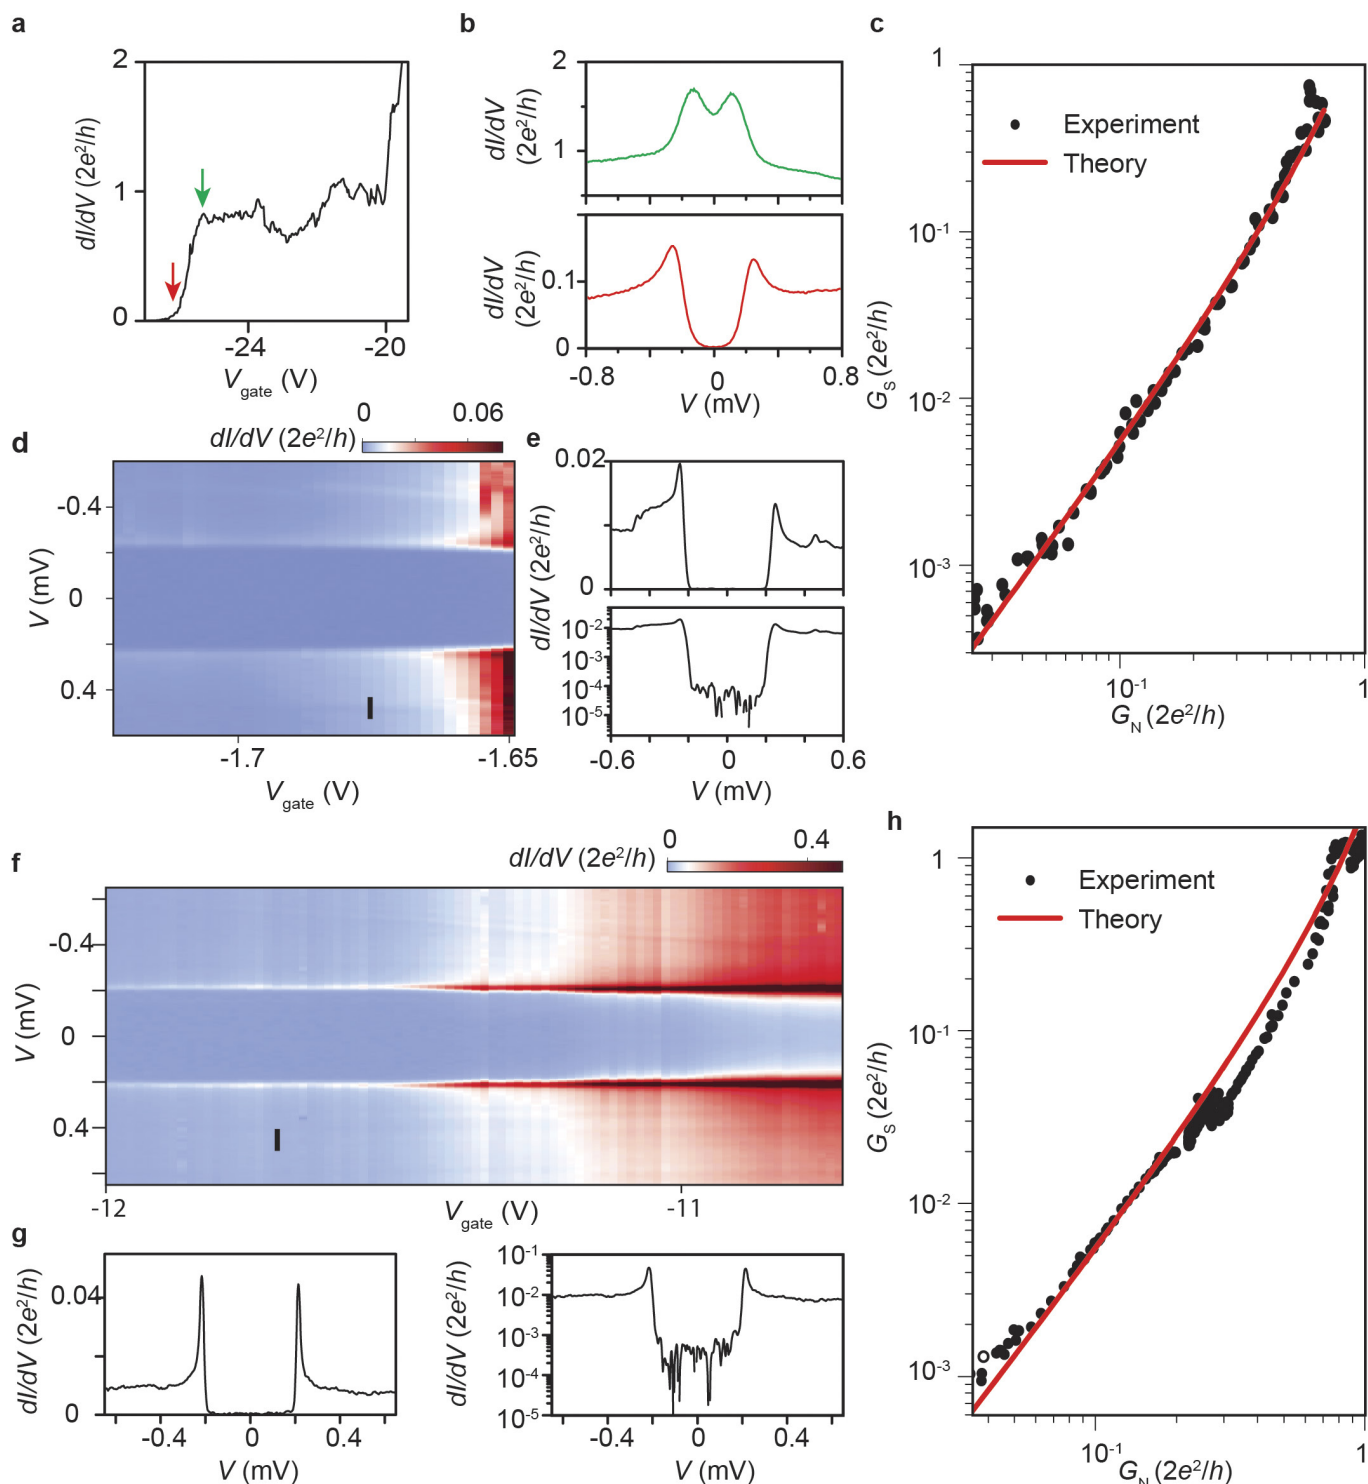 a
dI/dV (2e²/h)
2
1
0
-24
-20
V_gate (V)
b
dI/dV
(2e²/h)
2
1
dI/dV
(2e²/h)
0.1
0
-0.8
0
0.8
V (mV)
c
1
10⁻¹
10⁻²
10⁻³
G_S (2e²/h)
Experiment
Theory
10⁻¹
1
G_N (2e²/h)
d
dI/dV (2e²/h)
0
0.06
V (mV)
-0.4
0
0.4
-1.7
-1.65
V_gate (V)
e
dI/dV (2e²/h)
0.02
0
10⁻²
10⁻³
10⁻⁴
10⁻⁵
-0.6
0
0.6
V (mV)
f
dI/dV (2e²/h)
0
0.4
V (mV)
-0.4
0
0.4
-12
V_gate (V)
-11
g
dI/dV (2e²/h)
0.04
0
-0.4
0
0.4
V (mV)
dI/dV (2e²/h)
10⁻¹
10⁻²
10⁻³
10⁻⁴
10⁻⁵
-0.4
0
0.4
V (mV)
h
1
10⁻¹
10⁻²
10⁻³
G_S (2e²/h)
Experiment
Theory
10⁻¹
1
G_N (2e²/h)